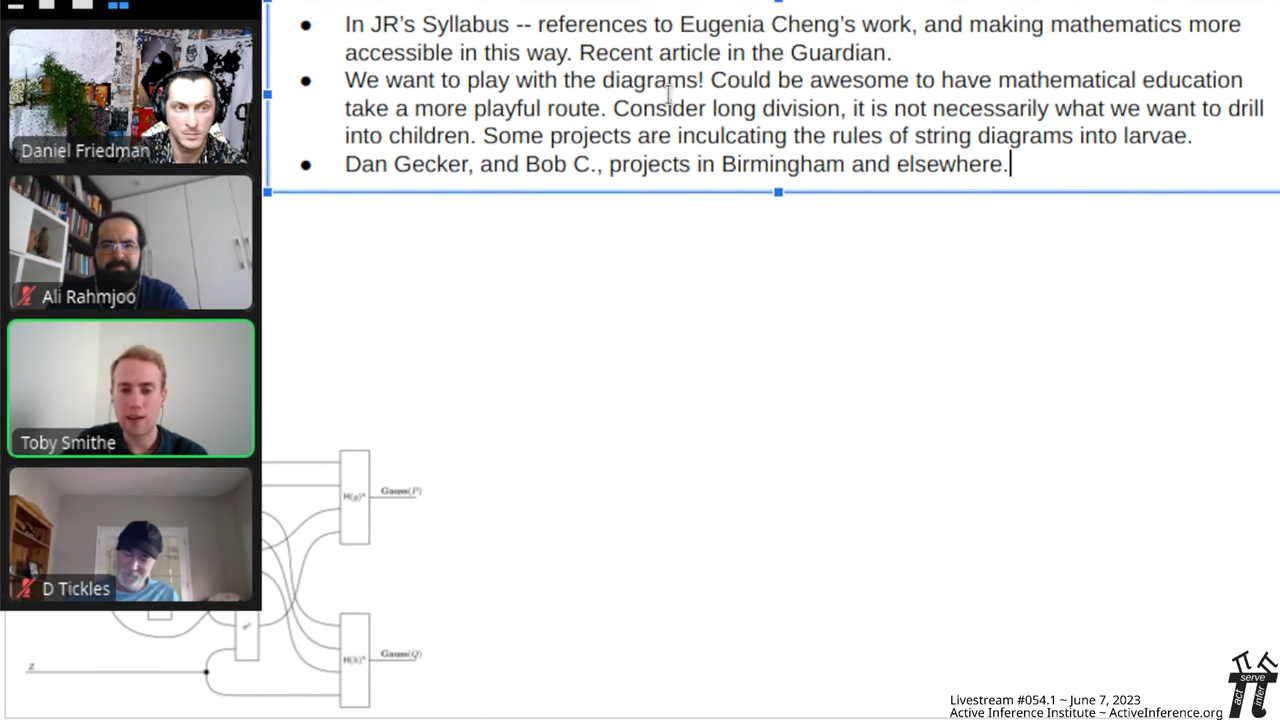 ● In JR’s Syllabus -- references to Eugenia Cheng’s work, and making mathematics more
accessible in this way. Recent article in the Guardian.
● We want to play with the diagrams! Could be awesome to have mathematical education
take a more playful route. Consider long division, it is not necessarily what we want to drill
into children. Some projects are inculcating the rules of string diagrams into larvae.
● Dan Gecker, and Bob C., projects in Birmingham and elsewhere.
Daniel Friedman
Ali Rahmjoo
Toby Smithe
D Tickles
H(g)ⁿ
Gauss(P)
H(h)ⁿ
Gauss(Q)
Z
act
serve
infer
Livestream #054.1 ~ June 7, 2023
Active Inference Institute ~ ActiveInference.org